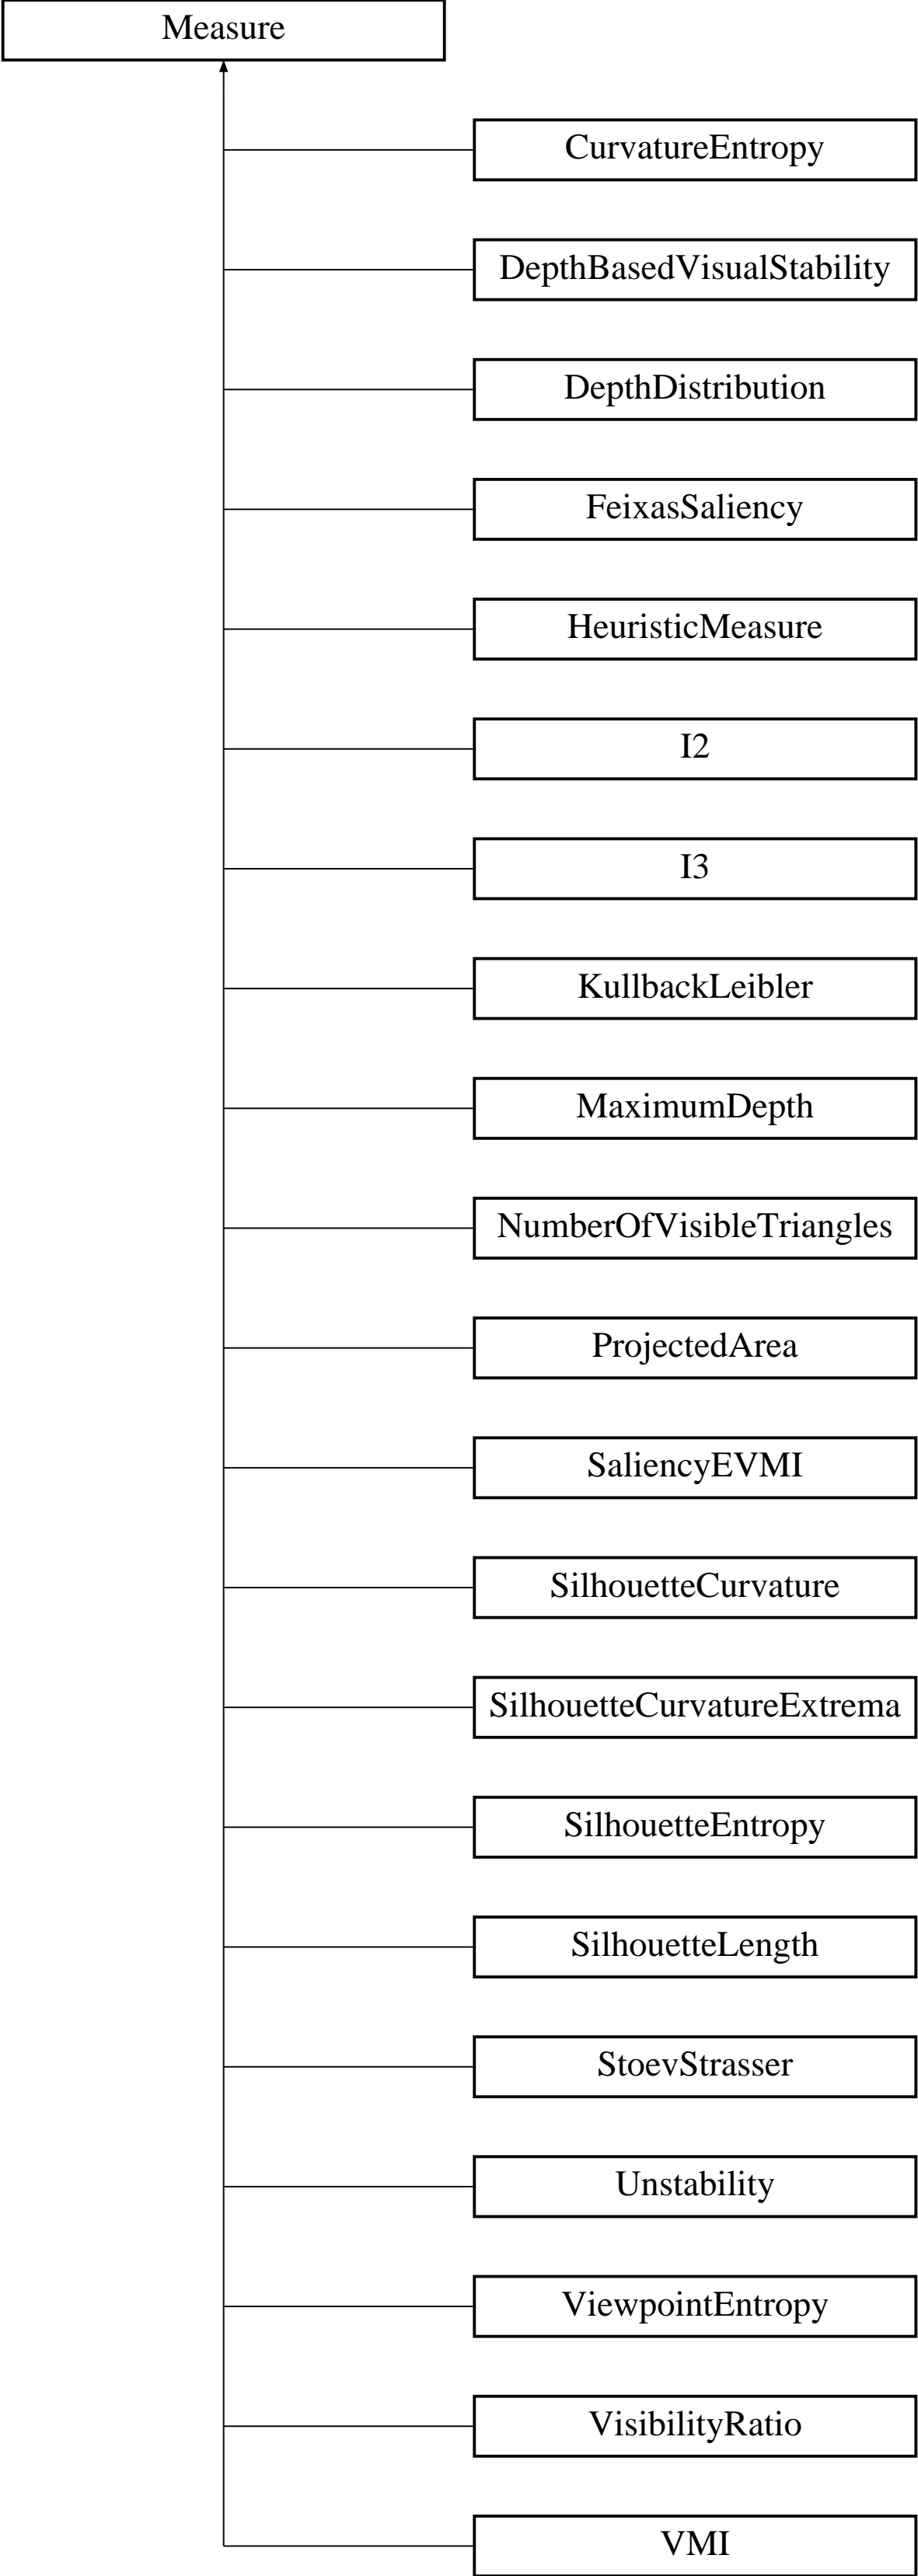 Measure
CurvatureEntropy
DepthBasedVisualStability
DepthDistribution
FeixasSaliency
HeuristicMeasure
I2
I3
KullbackLeibler
MaximumDepth
NumberOfVisibleTriangles
ProjectedArea
SaliencyEVMI
SilhouetteCurvature
SilhouetteCurvatureExtrema
SilhouetteEntropy
SilhouetteLength
StoevStrasser
Unstability
ViewpointEntropy
VisibilityRatio
VMI